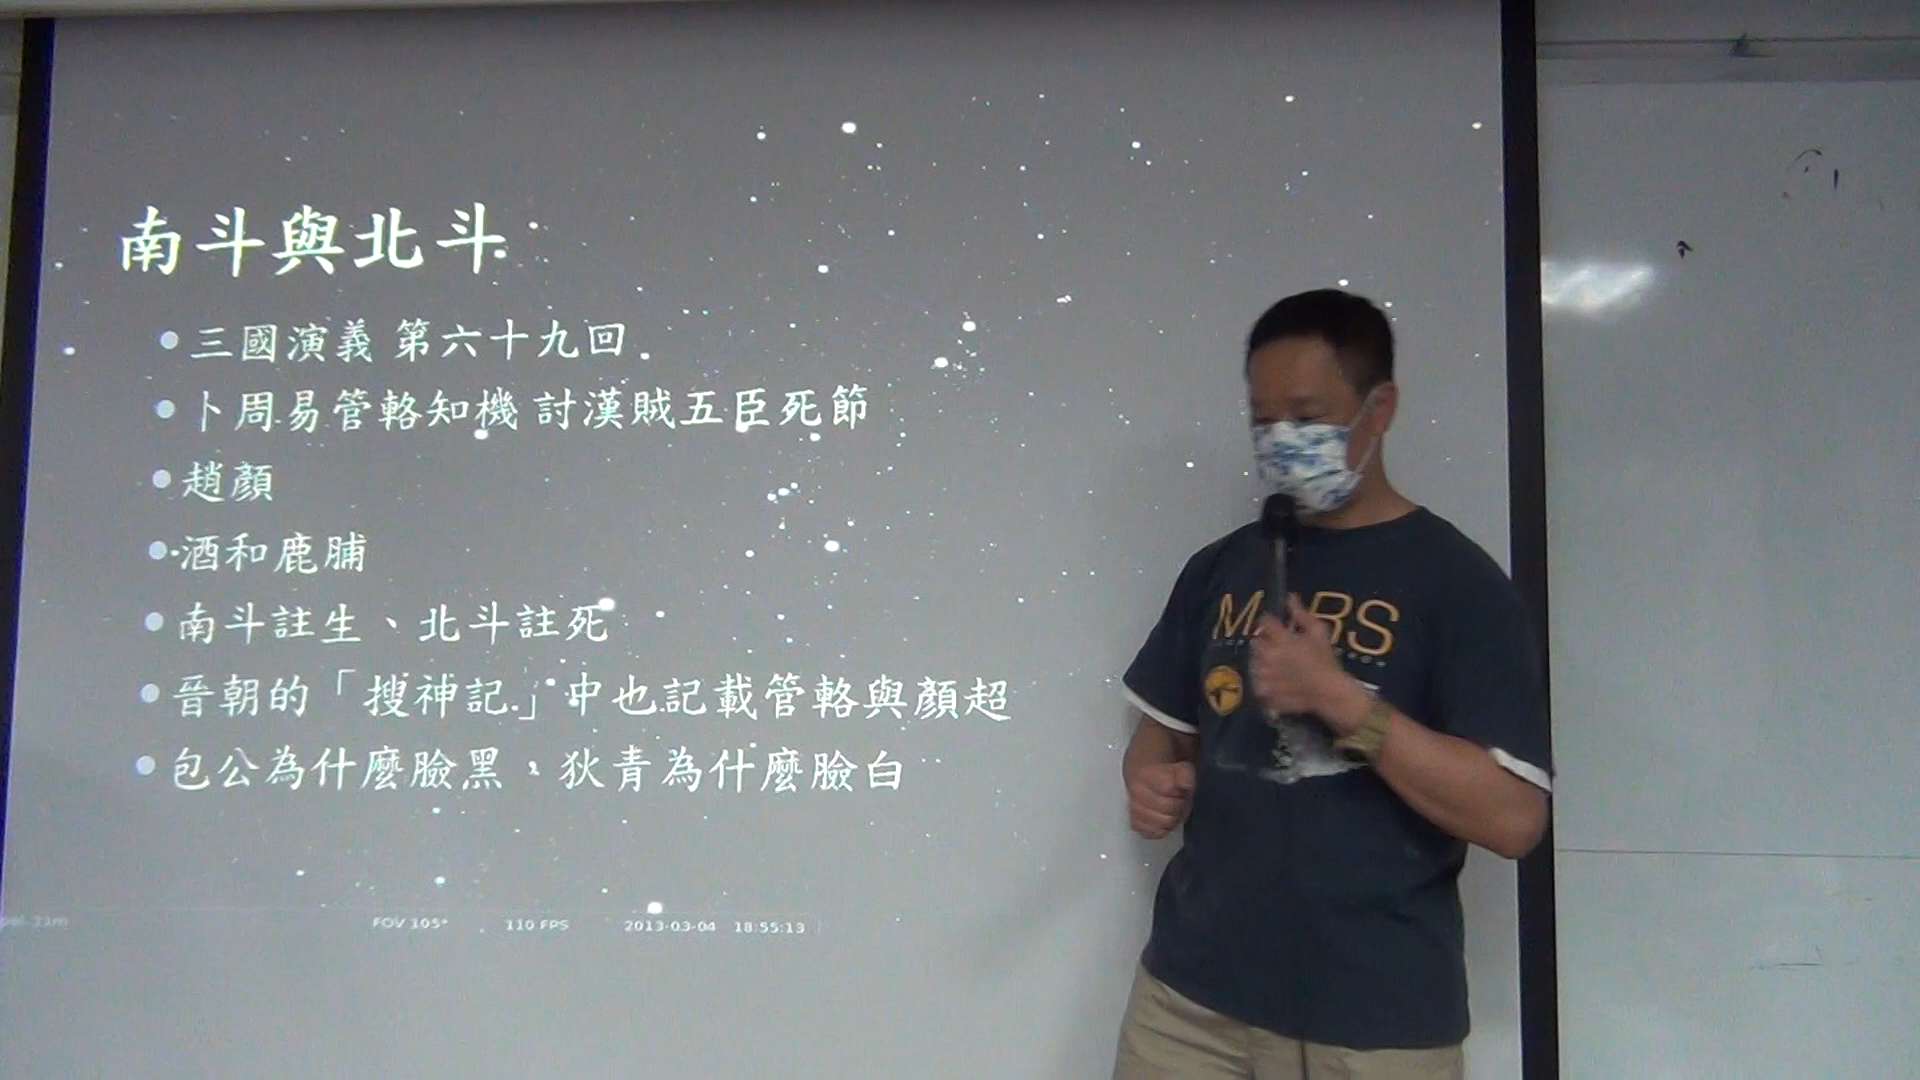 南斗與北斗
三國演義 第六十九回
卜周易管輅知機 討漢賊五臣死節
趙顏
酒和鹿脯
南斗註生、北斗註死
晉朝的「搜神記」中也記載管輅與顏超
包公為什麼臉黑，狄青為什麼臉白
FOV 105° 110 FPS 2013-03-04 18:55:13